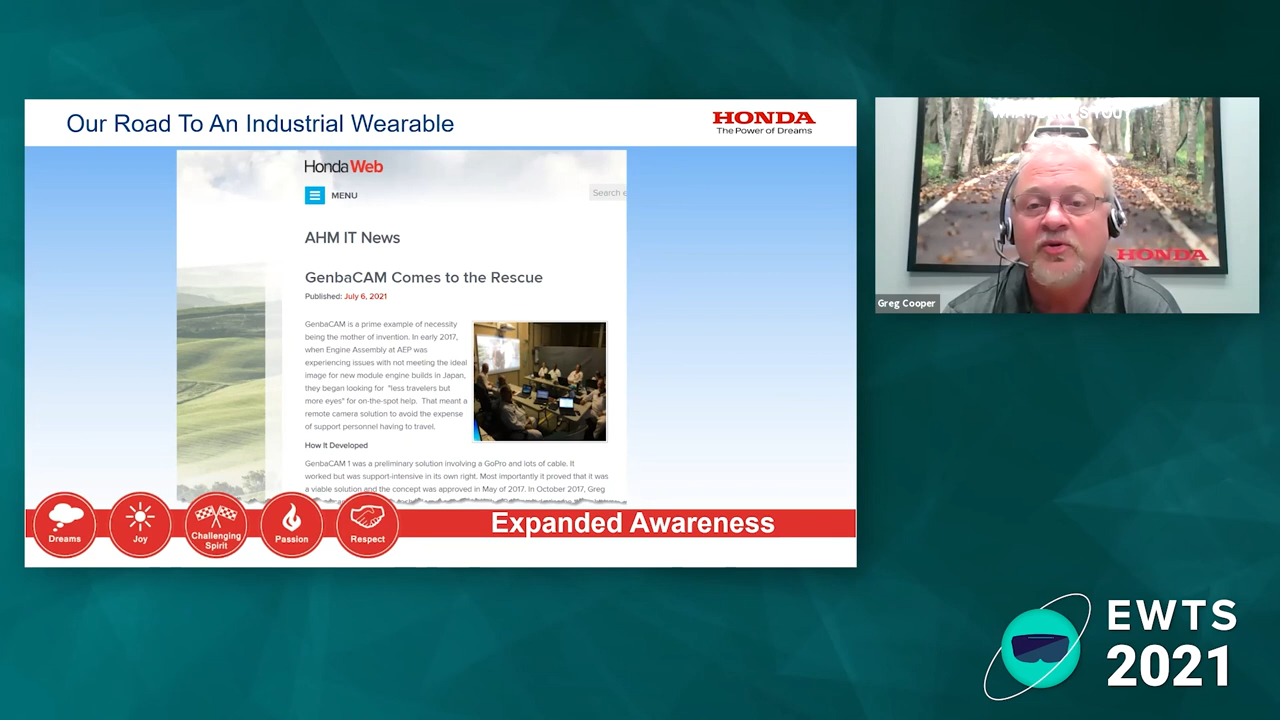 Our Road To An Industrial Wearable
HONDA
The Power of Dreams
HondaWeb
MENU
Search
AHM IT News
GenbaCAM Comes to the Rescue
Published: July 6, 2021
GenbaCAM is a prime example of necessity
being the mother of invention. In early 2017,
when Engine Assembly at AEP was
experiencing issues with not meeting the ideal
image for new module engine builds in Japan,
they began looking for "less travelers but
more eyes" for on-the-spot help. That meant a
remote camera solution to avoid the expense
of support personnel having to travel.
How It Developed
GenbaCAM 1 was a preliminary solution involving a GoPro and lots of cable. It
worked but was support-intensive in its own right. Most importantly it proved that it was
a viable solution and the concept was approved in May of 2017. In October 2017, Greg
Dreams
Joy
Challenging
Spirit
Passion
Respect
Expanded Awareness
HONDA
Greg Cooper
EWTS
2021